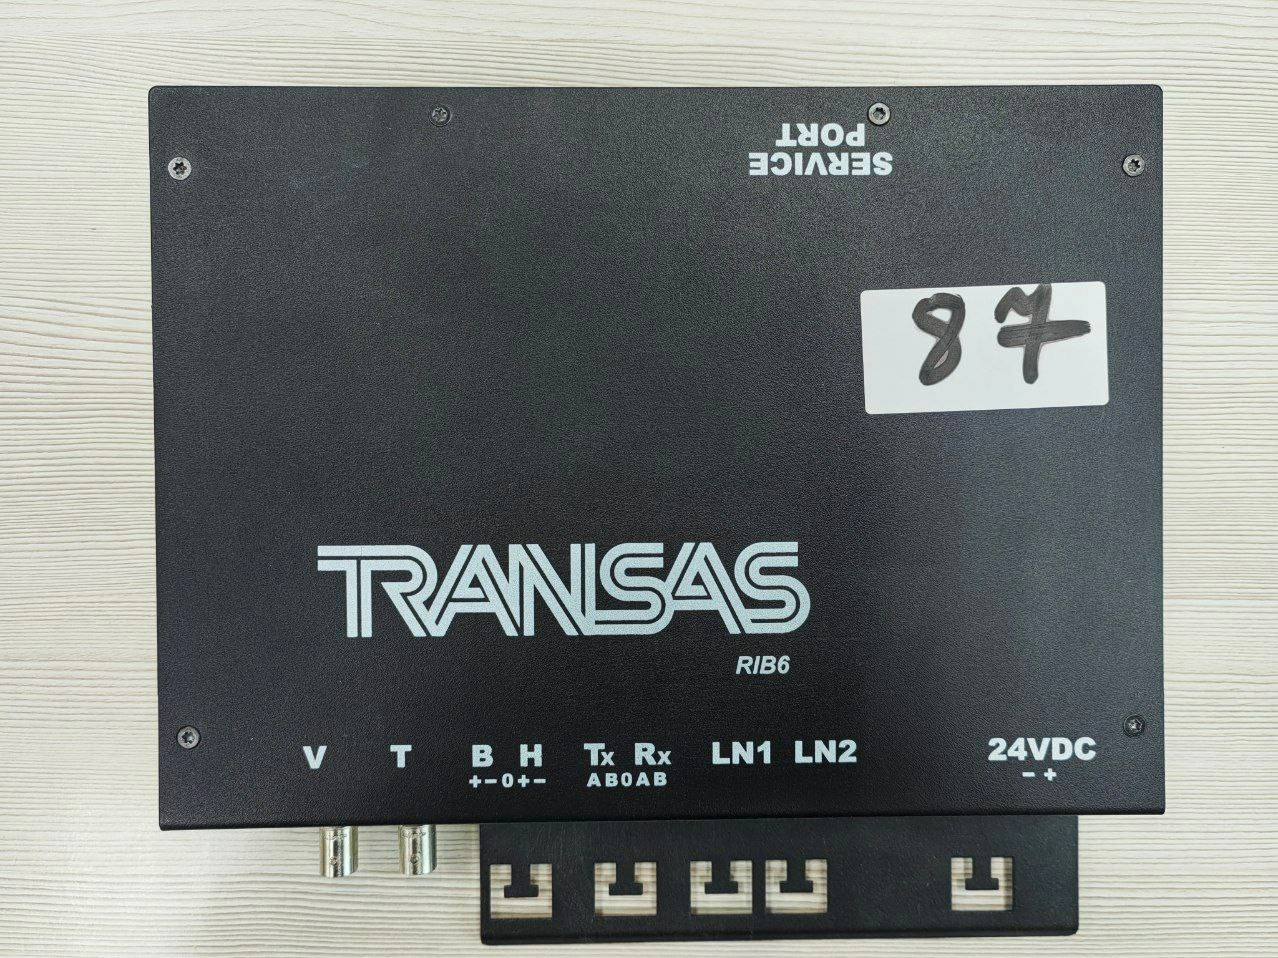 SERVICE
PORT
87
TRANSAS
RIB6
V T B H Tx Rx LN1 LN2 24VDC
+-0+- AB0AB -+